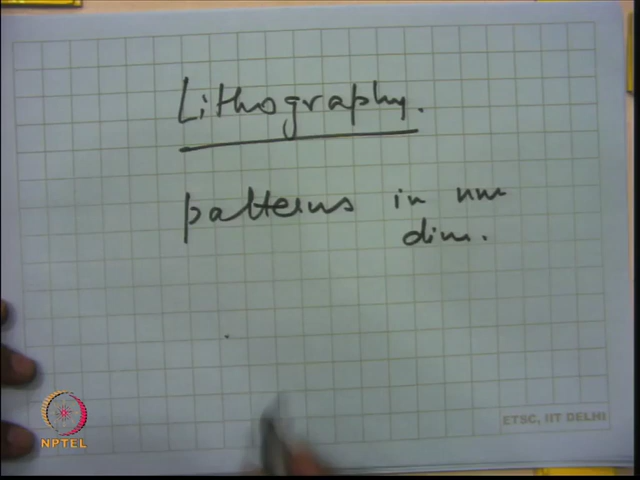 Lithography.
patterns in nm
dim.
ETSC, IIT DELHI
NPTEL